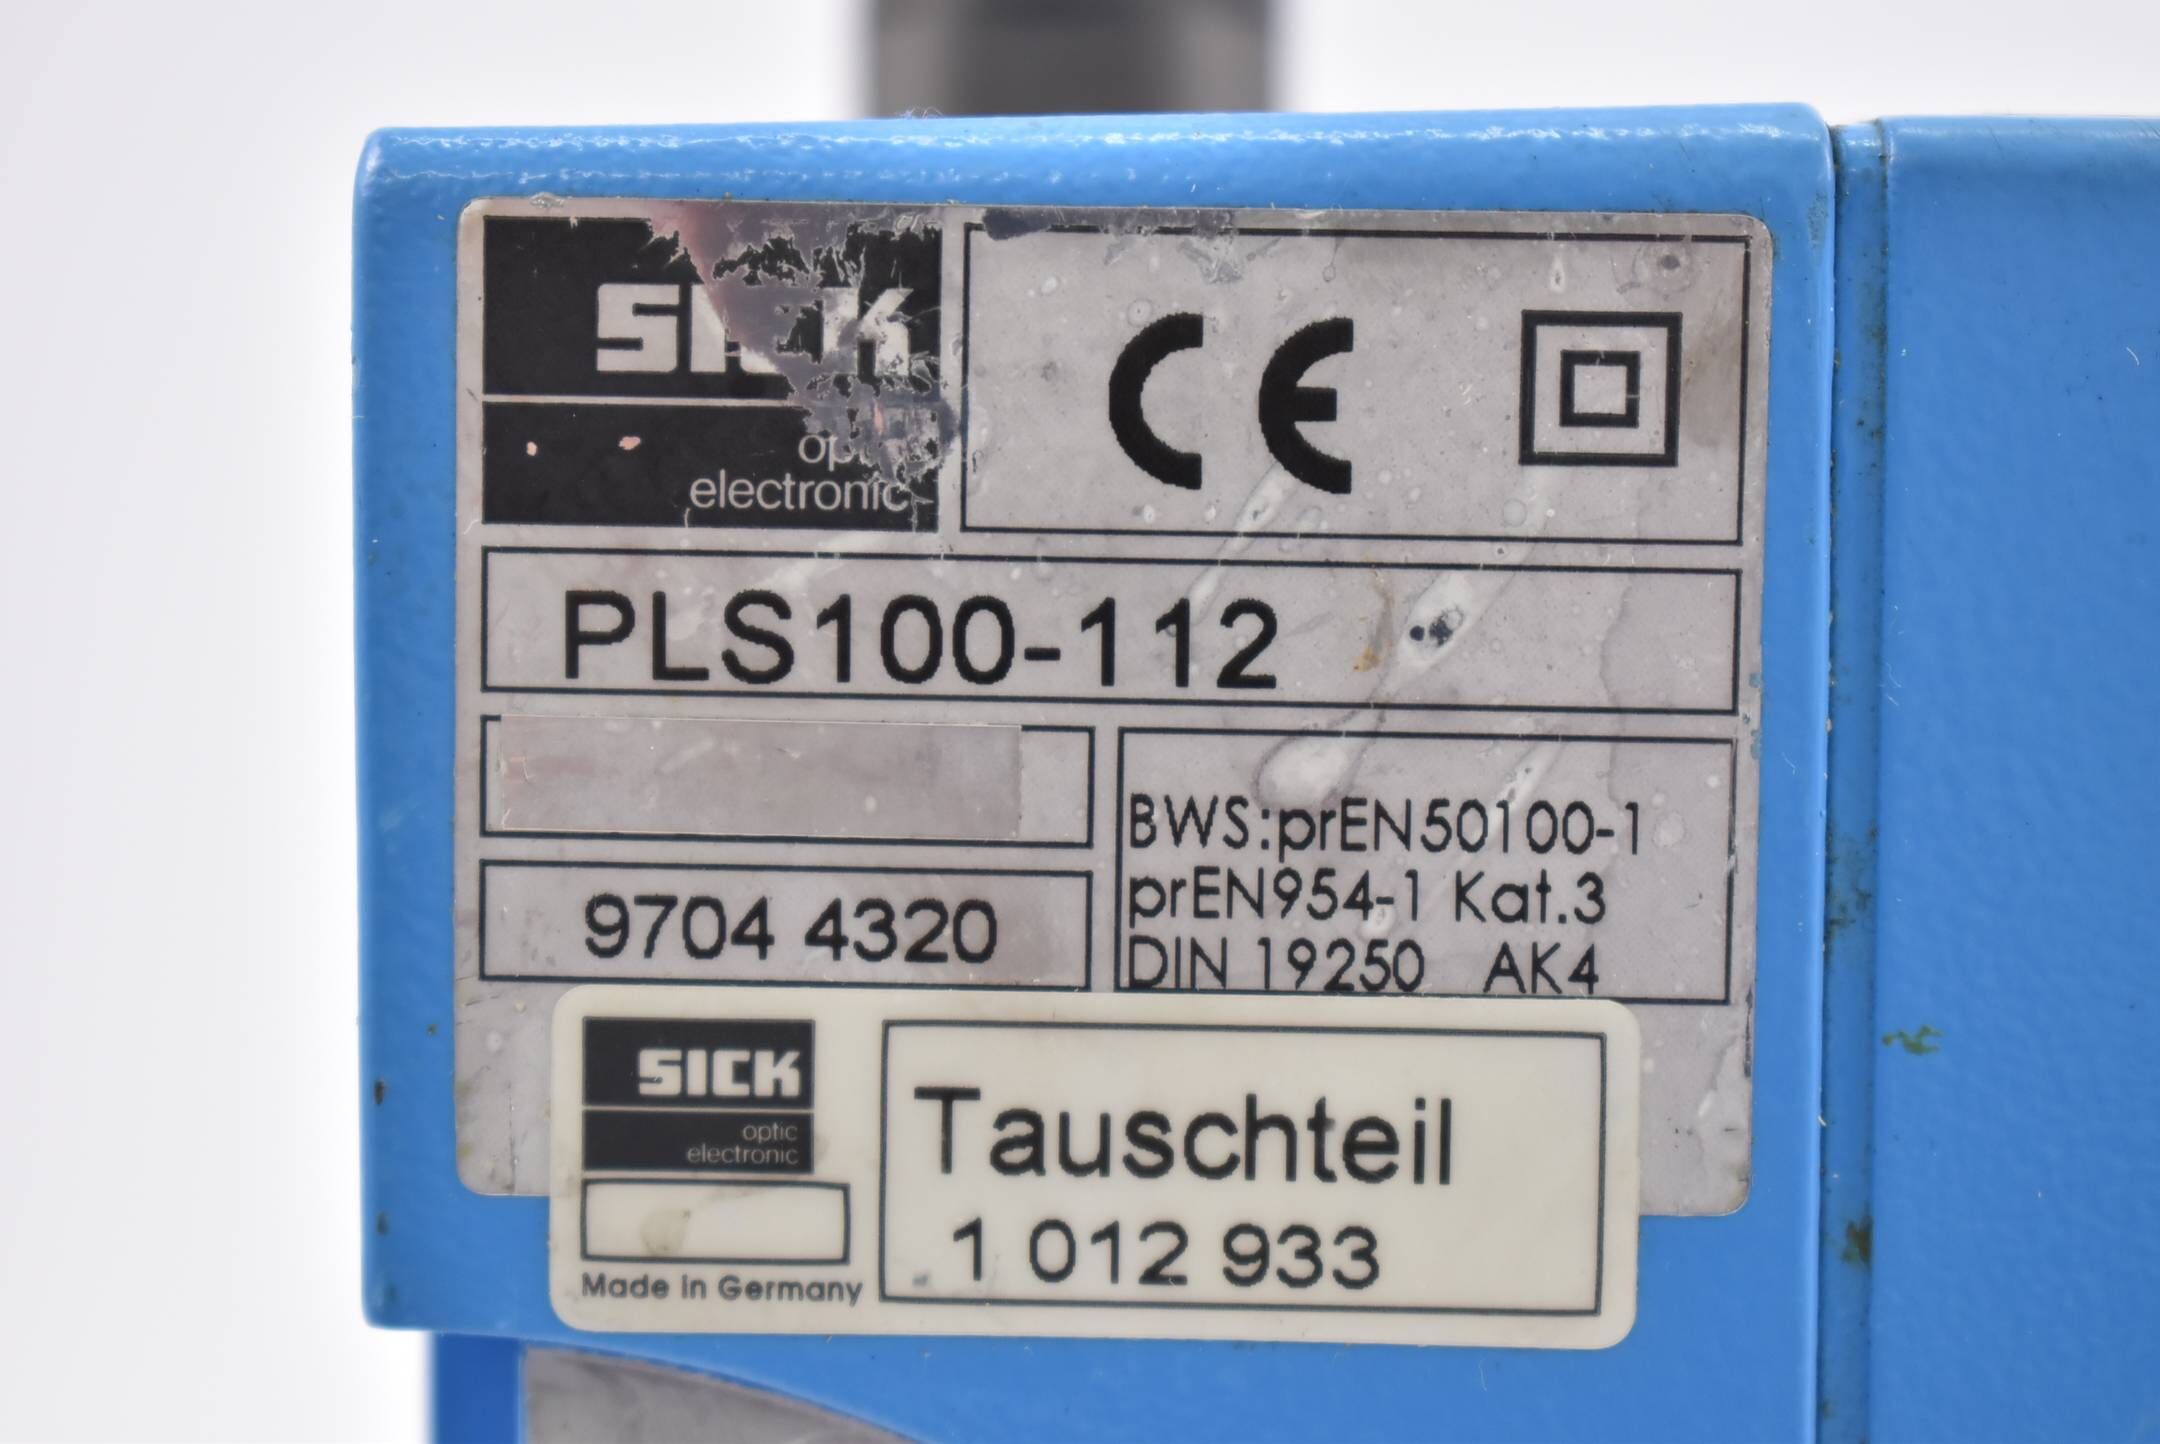 SICK
optic
electronic
CE
PLS100-112
BWS:prEN50100-1
prEN954-1 Kat.3
DIN 19250 AK4
9704 4320
SICK
optic
electronic
Made in Germany
Tauschteil
1 012 933